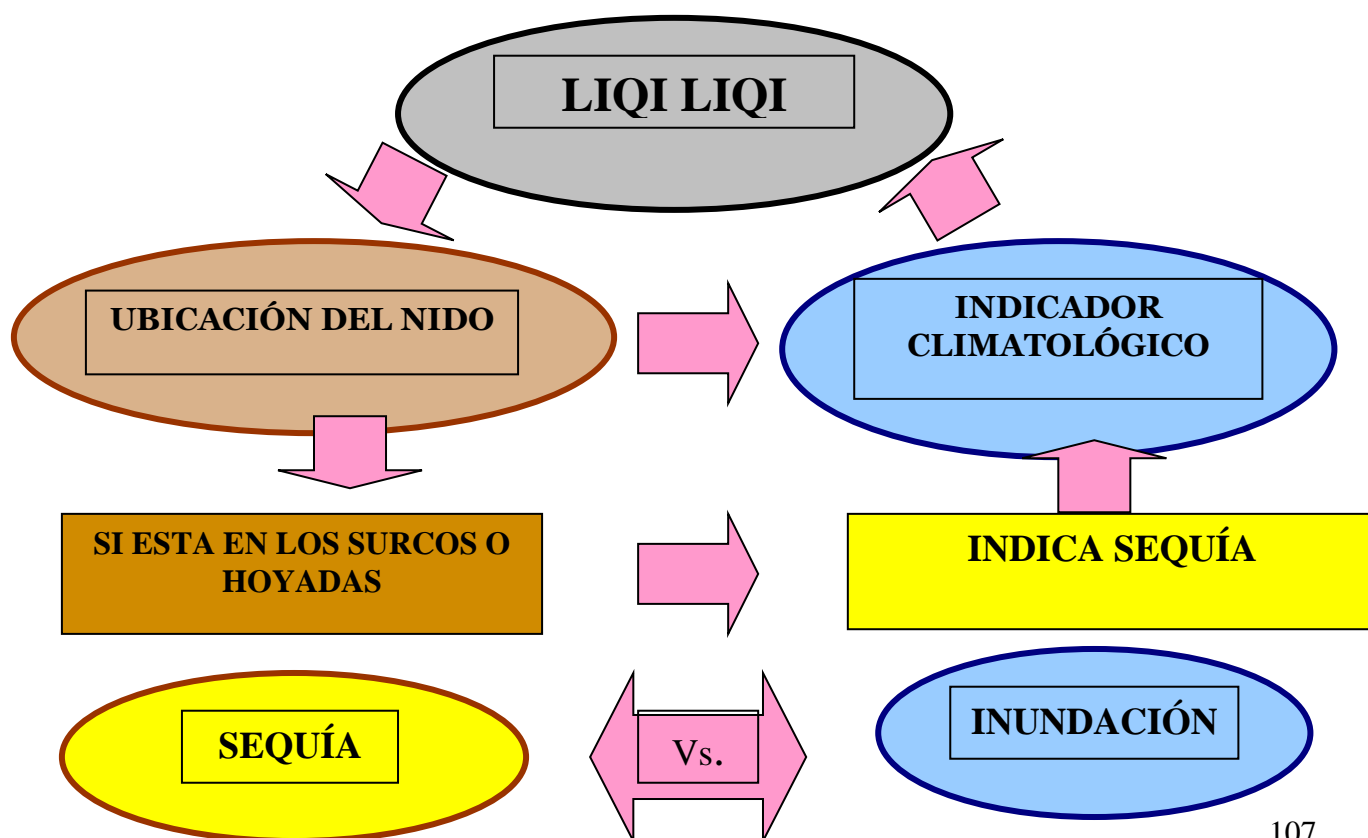 LIQI LIQI
UBICACIÓN DEL NIDO
INDICADOR
CLIMATOLÓGICO
SI ESTA EN LOS SURCOS O
HOYADAS
INDICA SEQUÍA
SEQUÍA
Vs.
INUNDACIÓN
107